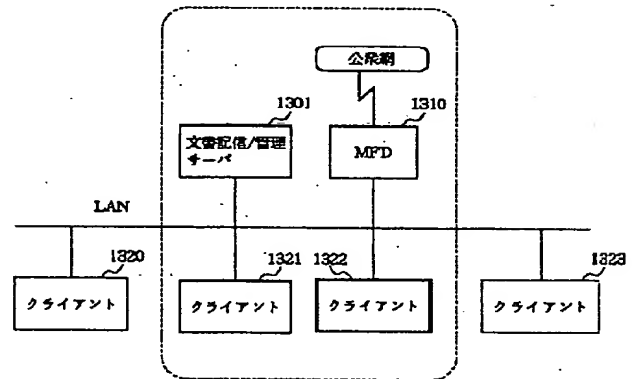 公衆網
1301
1310
文書配信/管理
サーバ
MFD
LAN
1320
1321
1322
1323
クライアント
クライアント
クライアント
クライアント